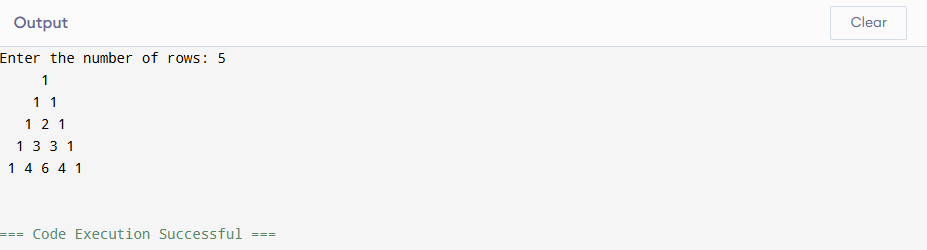 Output
Clear
Enter the number of rows: 5
     1
    1 1
   1 2 1
  1 3 3 1
 1 4 6 4 1
=== Code Execution Successful ===